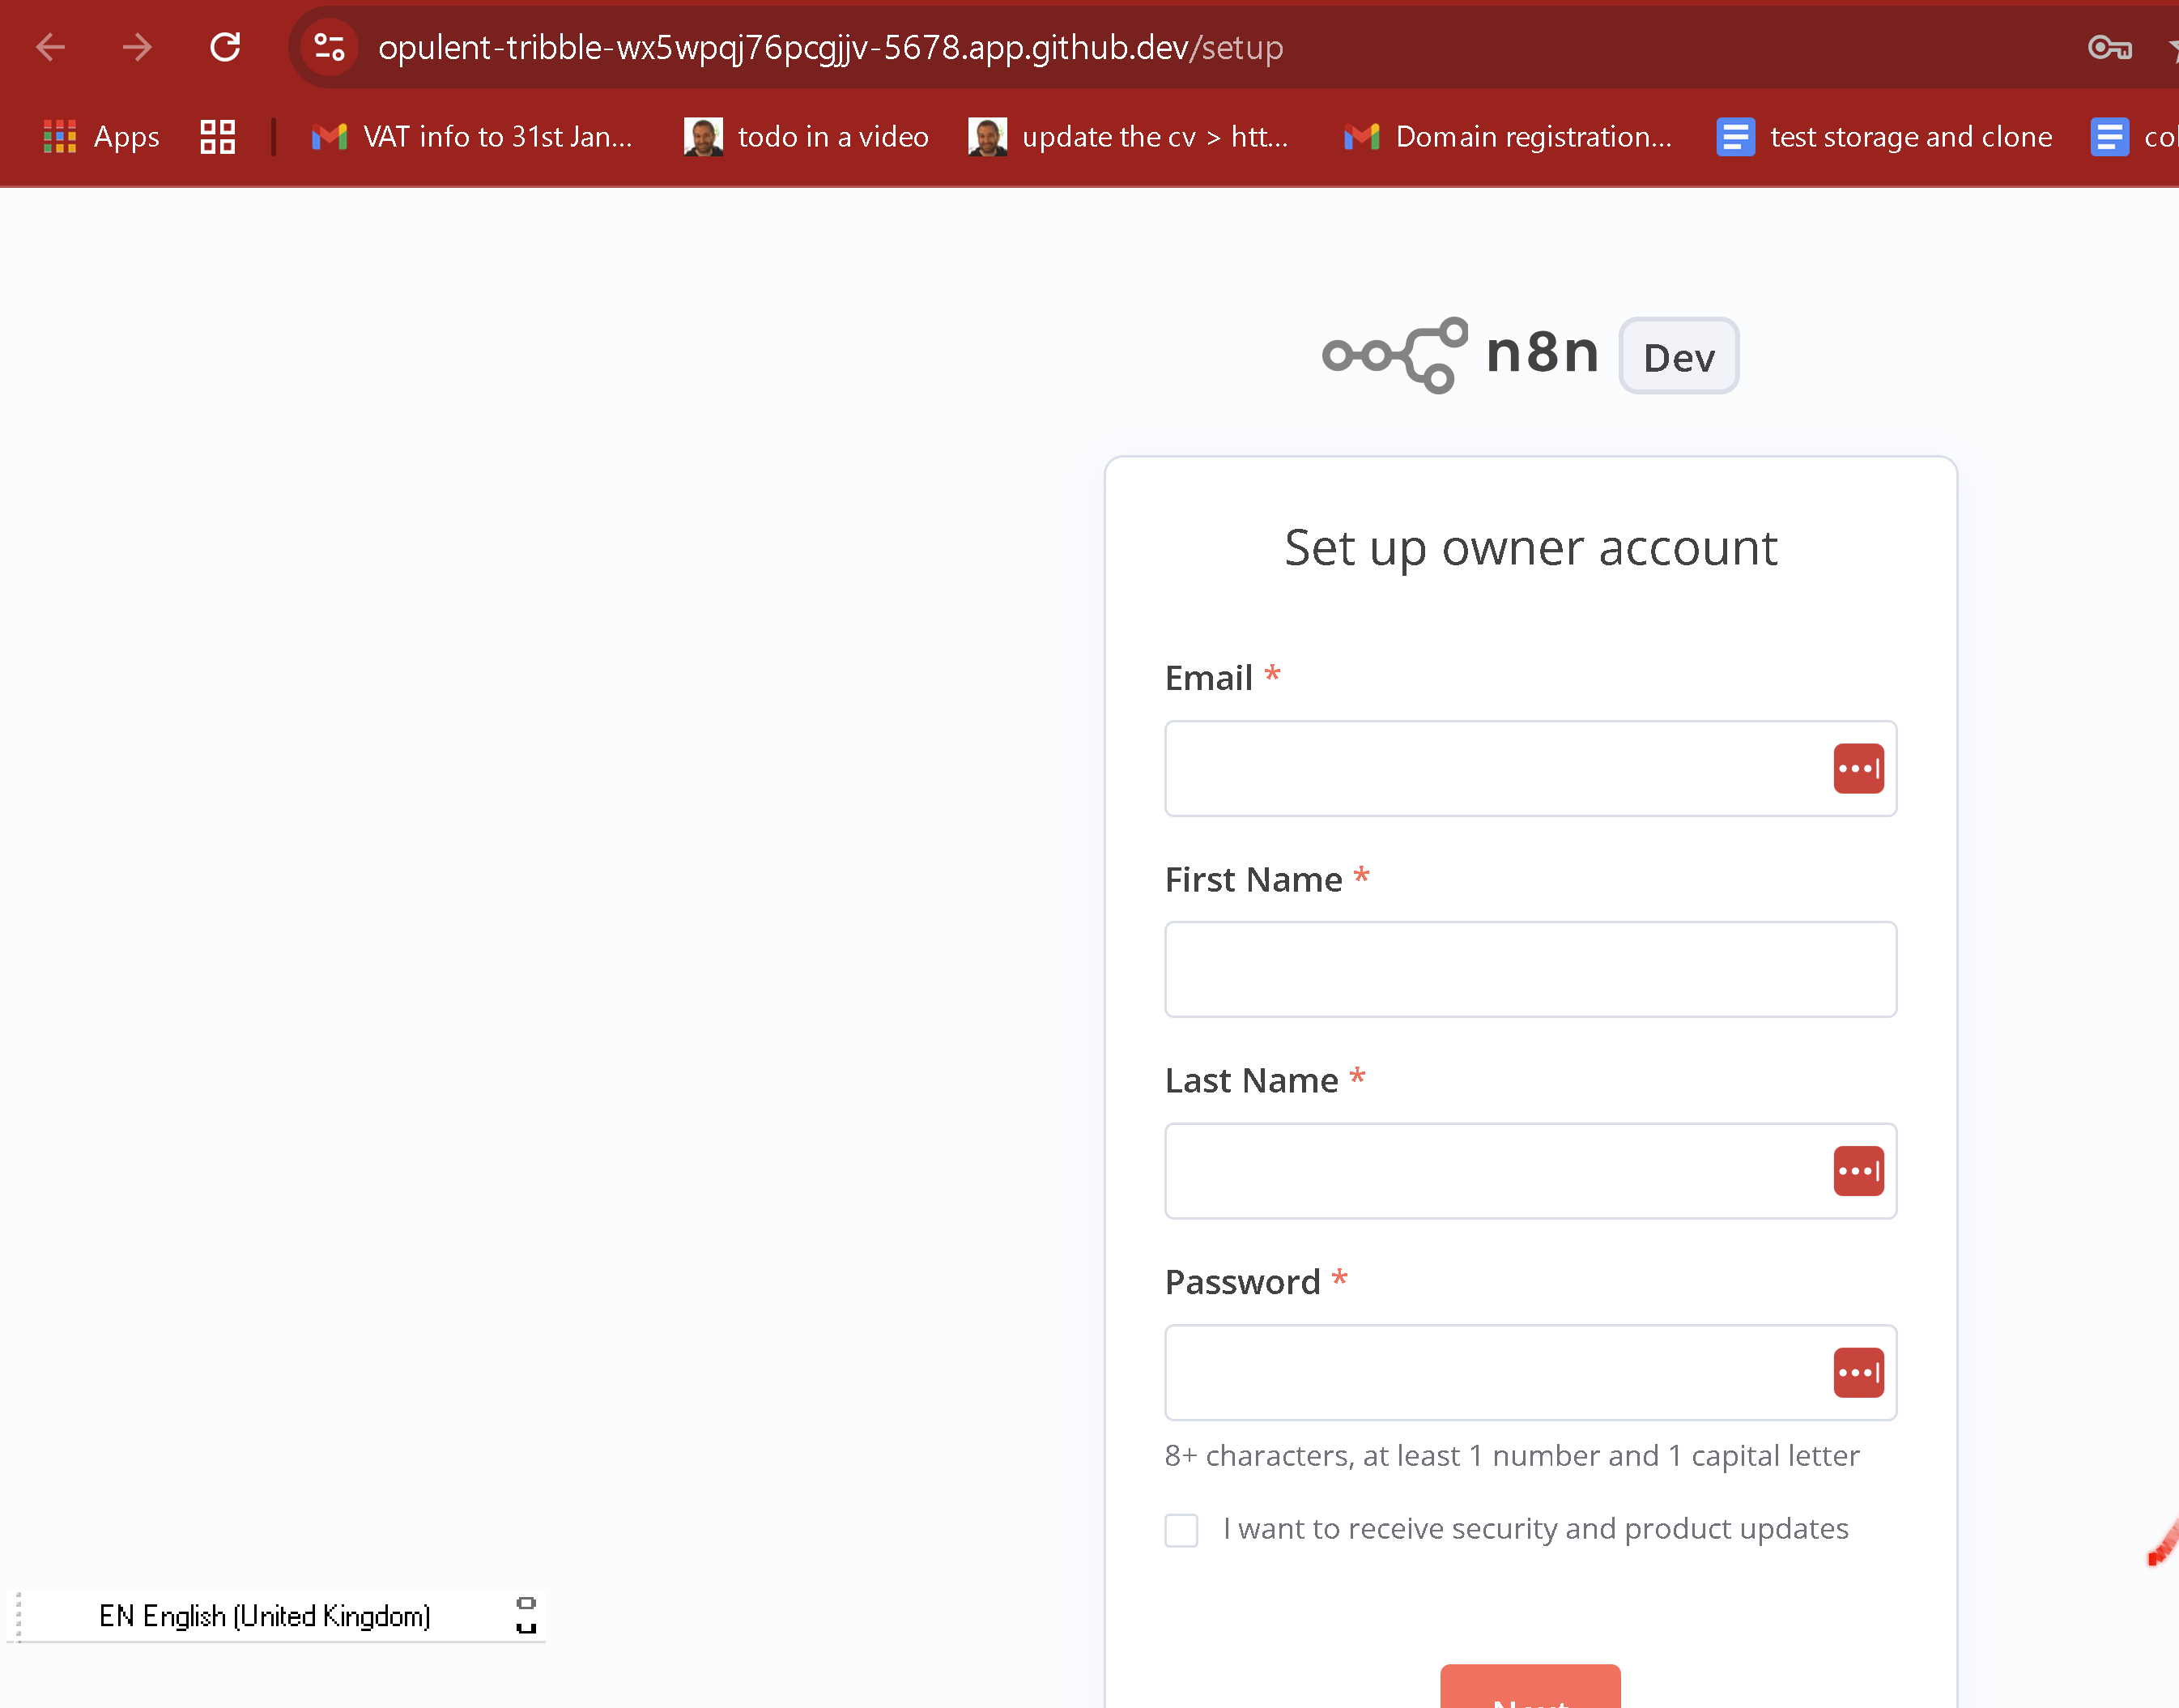 opulent-tribble-wx5wpqj76pcgjjv-5678.app.github.dev/setup
Apps VAT info to 31st Jan... todo in a video update the cv > htt... Domain registration... test storage and clone
n8n Dev
Set up owner account
Email *
First Name *
Last Name *
Password *
8+ characters, at least 1 number and 1 capital letter
I want to receive security and product updates
EN English (United Kingdom)